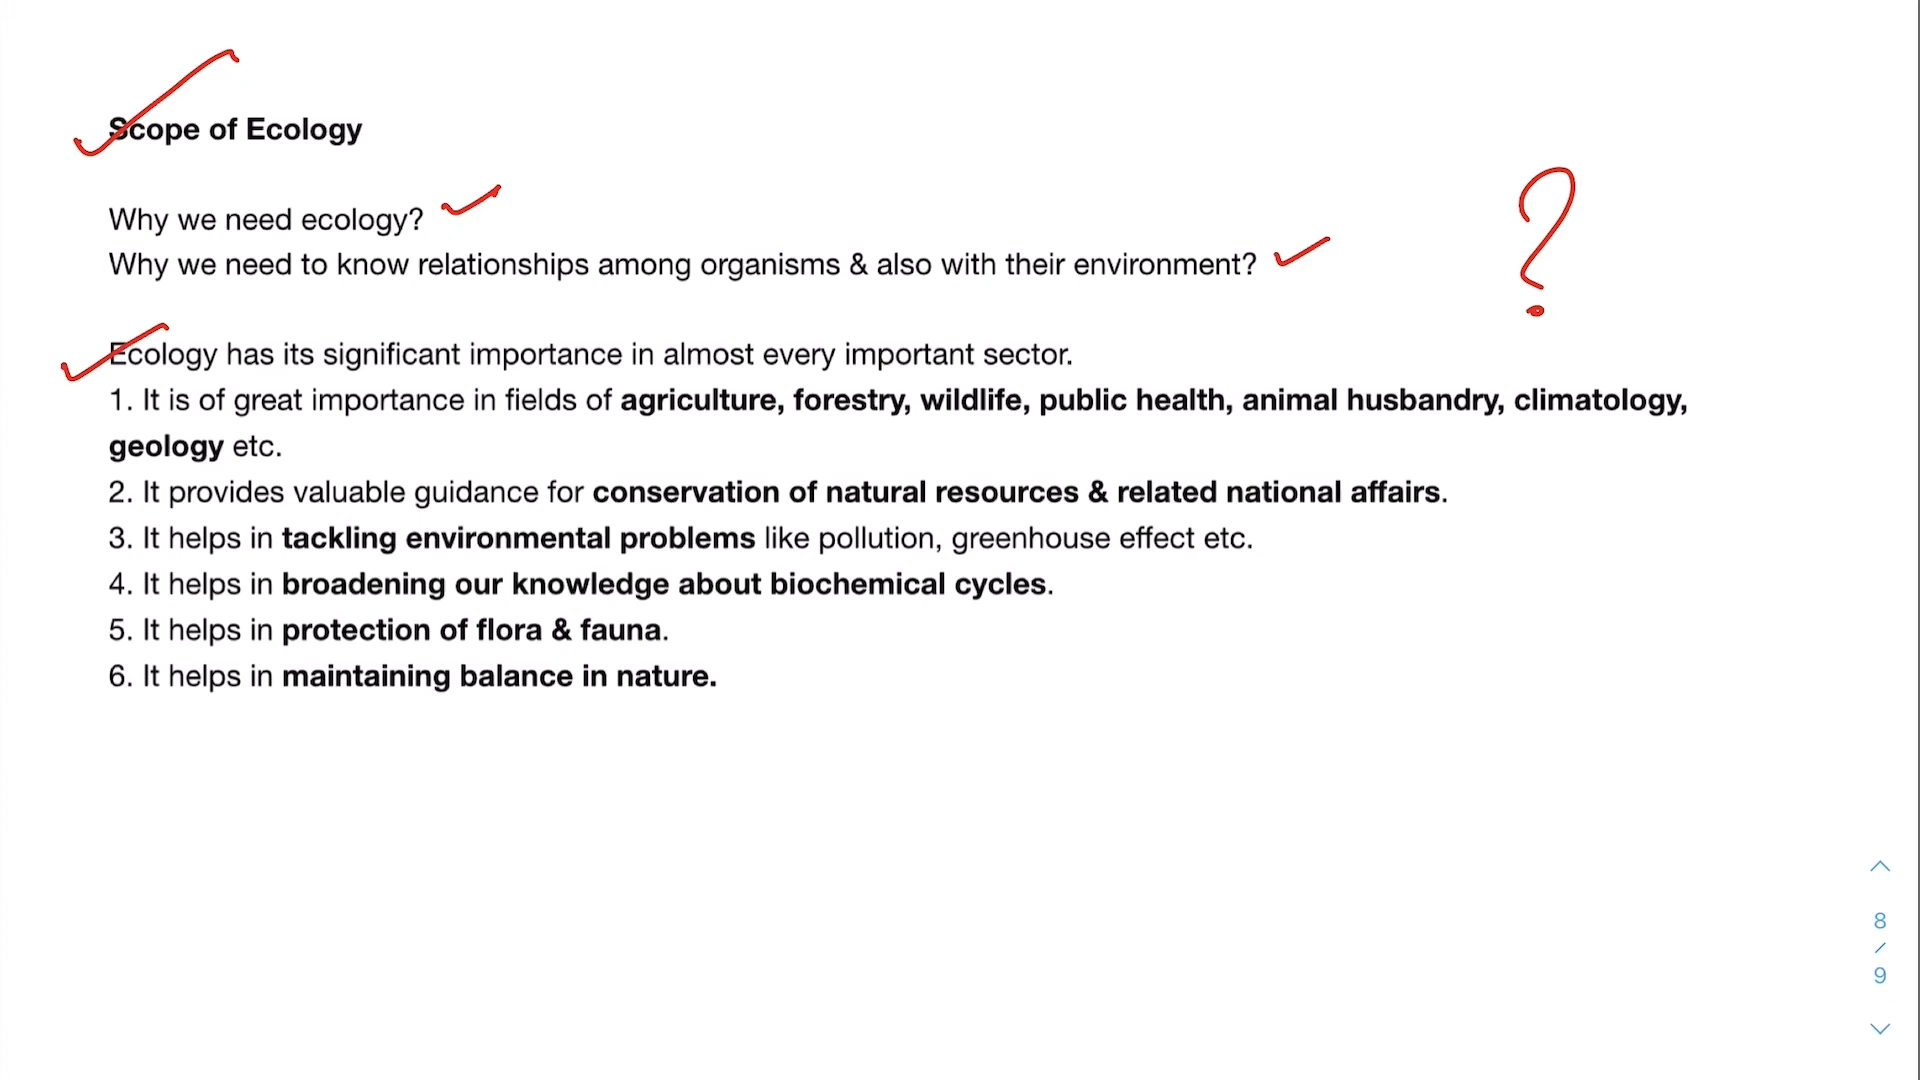 Scope of Ecology
Why we need ecology?
Why we need to know relationships among organisms & also with their environment?
?
Ecology has its significant importance in almost every important sector.
1. It is of great importance in fields of agriculture, forestry, wildlife, public health, animal husbandry, climatology,
geology etc.
2. It provides valuable guidance for conservation of natural resources & related national affairs.
3. It helps in tackling environmental problems like pollution, greenhouse effect etc.
4. It helps in broadening our knowledge about biochemical cycles.
5. It helps in protection of flora & fauna.
6. It helps in maintaining balance in nature.
8
/
9